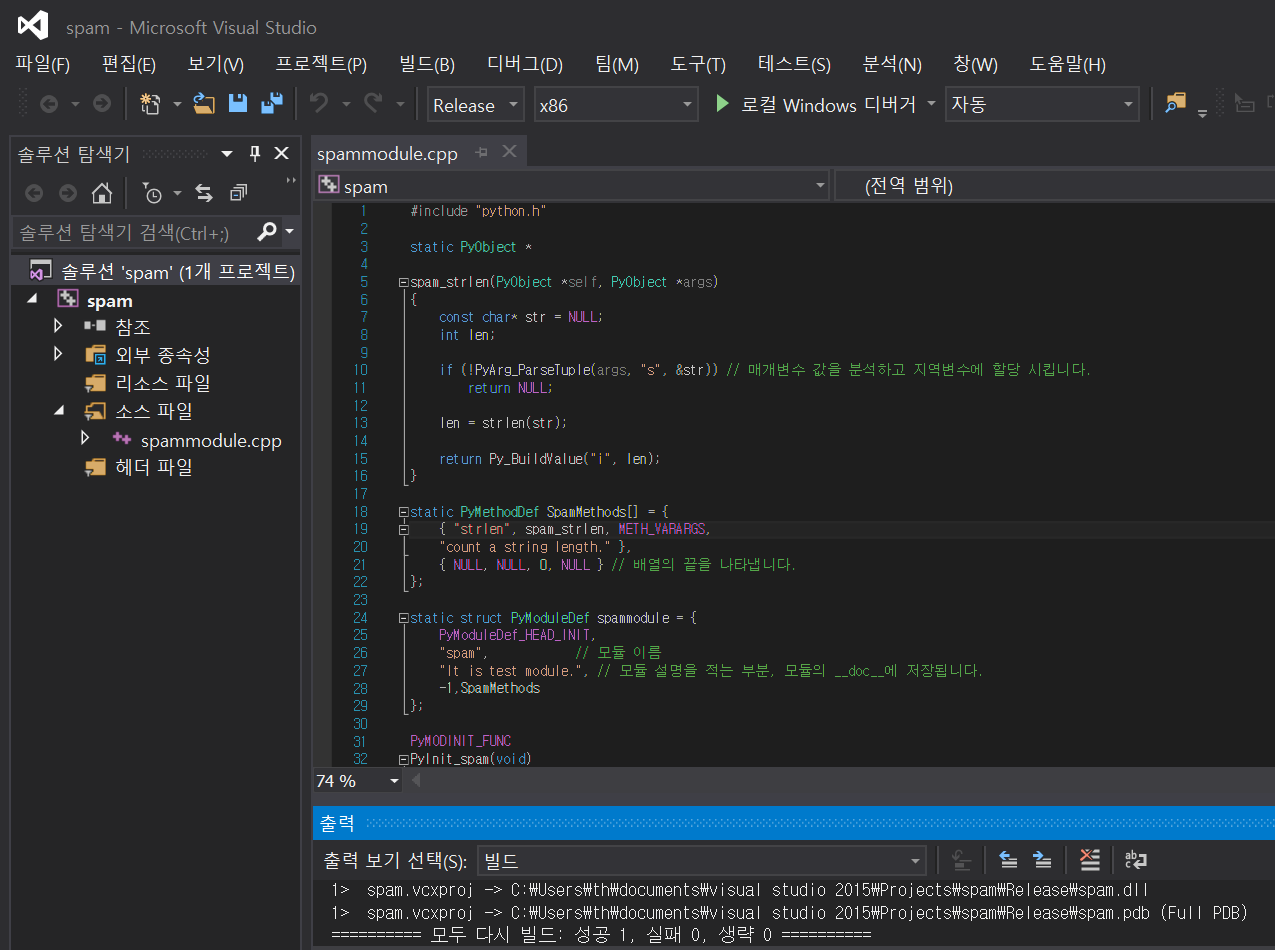 spam - Microsoft Visual Studio
파일(F) 편집(E) 보기(V) 프로젝트(P) 빌드(B) 디버그(D) 팀(M) 도구(T) 테스트(S) 분석(N) 창(W) 도움말(H)
Release x86 로컬 Windows 디버거 자동
솔루션 탐색기
솔루션 탐색기 검색(Ctrl+;)
솔루션 'spam' (1개 프로젝트)
spam
참조
외부 종속성
리소스 파일
소스 파일
spammodule.cpp
헤더 파일
spammodule.cpp
spam (전역 범위)
1 #include "python.h"
2
3 static PyObject *
4
5 spam_strlen(PyObject *self, PyObject *args)
6 {
7 const char* str = NULL;
8 int len;
9
10 if (!PyArg_ParseTuple(args, "s", &str)) // 매개변수 값을 분석하고 지역변수에 할당 시킵니다.
11 return NULL;
12
13 len = strlen(str);
14
15 return Py_BuildValue("i", len);
16 }
17
18 static PyMethodDef SpamMethods[] = {
19 { "strlen", spam_strlen, METH_VARARGS,
20 "count a string length." },
21 { NULL, NULL, 0, NULL } // 배열의 끝을 나타냅니다.
22 };
23
24 static struct PyModuleDef spammodule = {
25 PyModuleDef_HEAD_INIT,
26 "spam", // 모듈 이름
27 "It is test module.", // 모듈 설명을 적는 부분, 모듈의 __doc__에 저장됩니다.
28 -1,SpamMethods
29 };
30
31 PyMODINIT_FUNC
32 PyInit_spam(void)
74 %
출력
출력 보기 선택(S): 빌드
1> spam.vcxproj -> C:₩Users₩th₩documents₩visual studio 2015₩Projects₩spam₩Release₩spam.dll
1> spam.vcxproj -> C:₩Users₩th₩documents₩visual studio 2015₩Projects₩spam₩Release₩spam.pdb (Full PDB)
========== 모두 다시 빌드: 성공 1, 실패 0, 생략 0 ==========